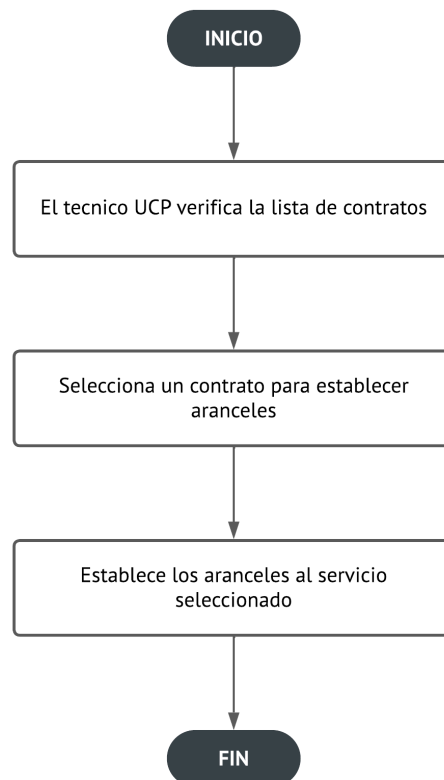 INICIO
El tecnico UCP verifica la lista de contratos
Selecciona un contrato para establecer
aranceles
Establece los aranceles al servicio
seleccionado
FIN